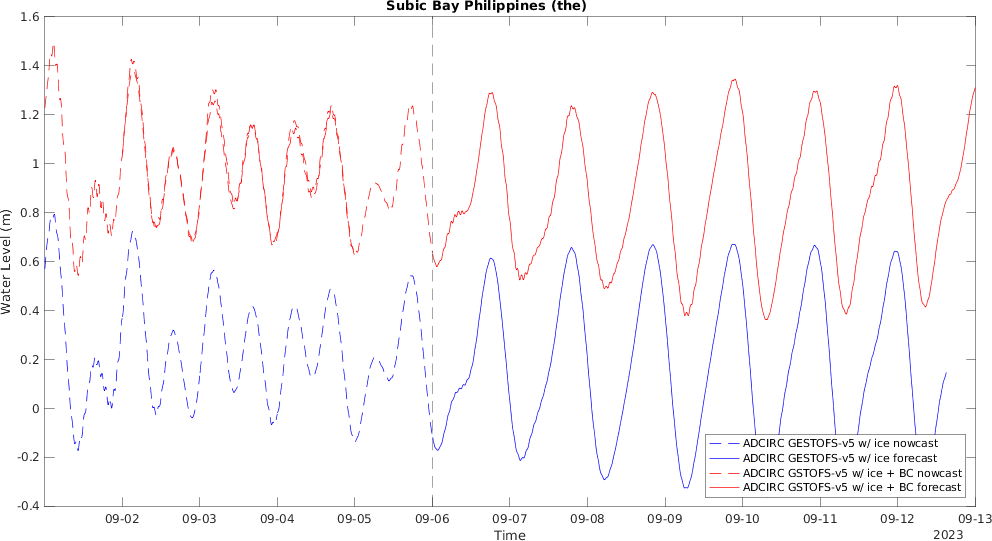 Subic Bay Philippines (the)
1.6
1.4
1.2
1
0.8
0.6
0.4
0.2
0
-0.2
-0.4
Water Level (m)
ADCIRC GESTOFS-v5 w/ ice nowcast
ADCIRC GESTOFS-v5 w/ ice forecast
ADCIRC GSTOFS-v5 w/ ice + BC nowcast
ADCIRC GSTOFS-v5 w/ ice + BC forecast
09-02 09-03 09-04 09-05 09-06 09-07 09-08 09-09 09-10 09-11 09-12 09-13
Time
2023